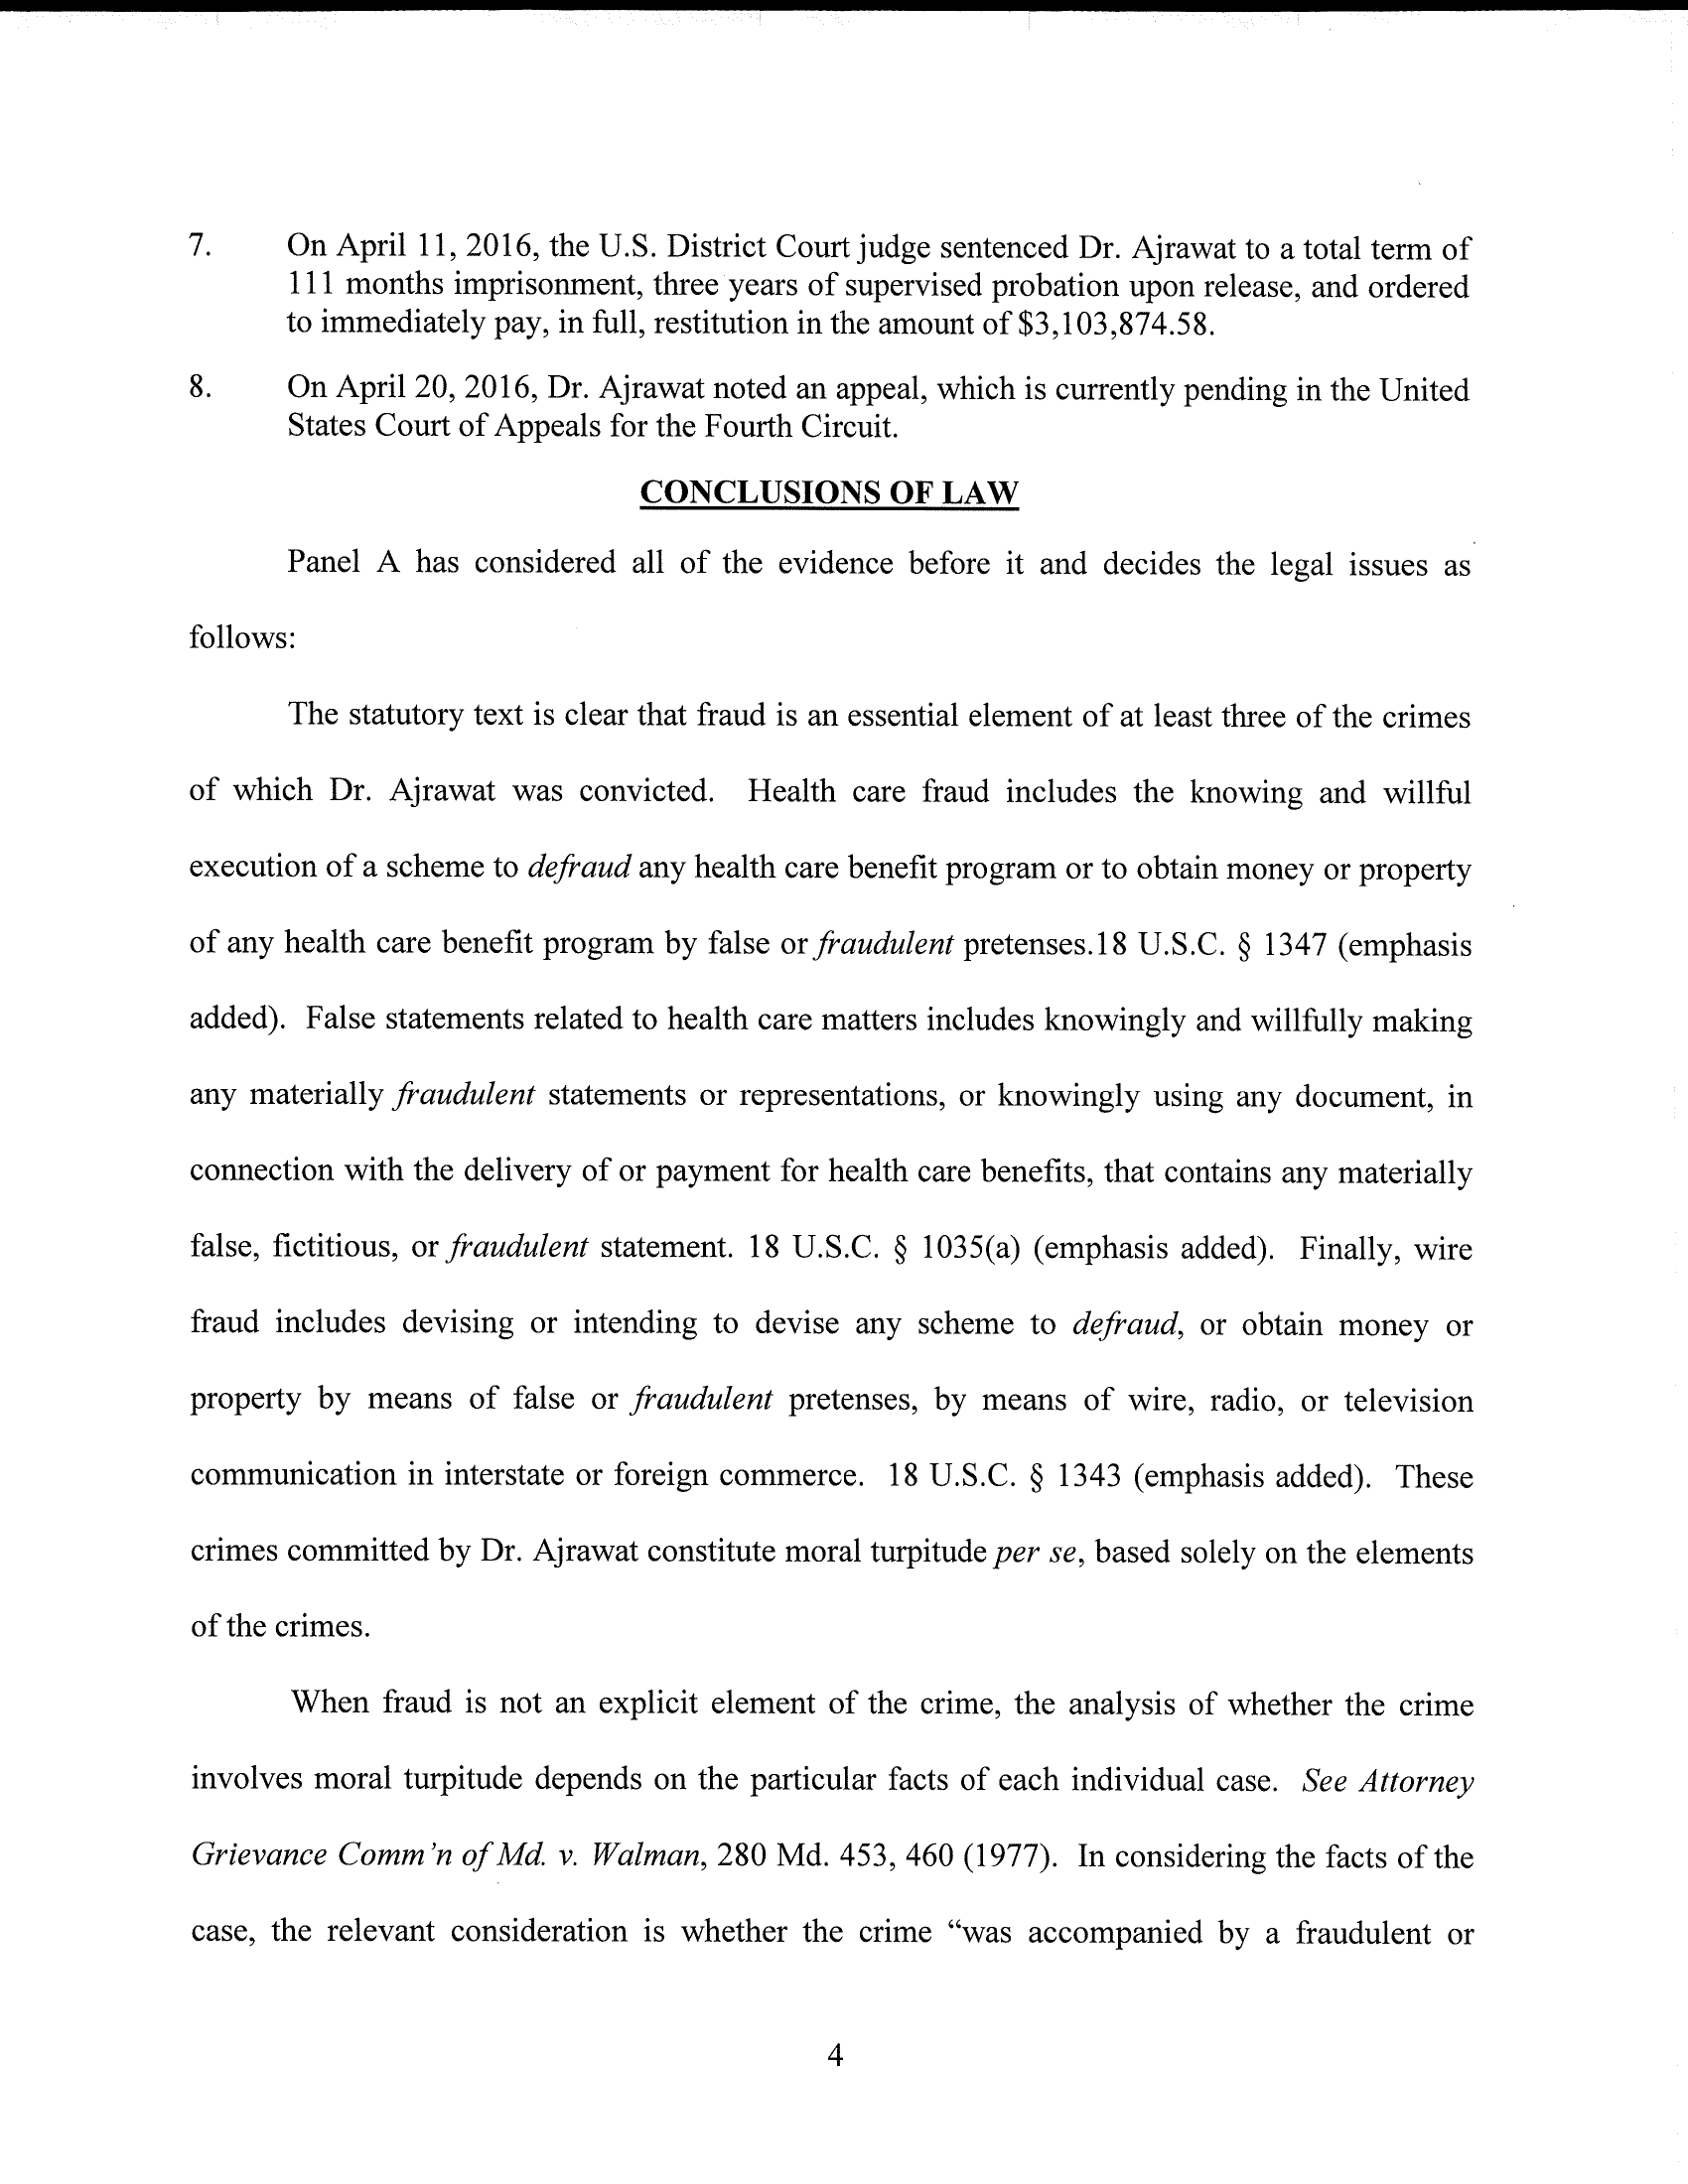 7. On April 11, 2016, the U.S. District Court judge sentenced Dr. Ajrawat to a total term of
111 months imprisonment, three years of supervised probation upon release, and ordered
to immediately pay, in full, restitution in the amount of $3,103,874.58.
8. On April 20, 2016, Dr. Ajrawat noted an appeal, which is currently pending in the United
States Court of Appeals for the Fourth Circuit.
CONCLUSIONS OF LAW
Panel A has considered all of the evidence before it and decides the legal issues as
follows:
The statutory text is clear that fraud is an essential element of at least three of the crimes
of which Dr. Ajrawat was convicted. Health care fraud includes the knowing and willful
execution of a scheme to defraud any health care benefit program or to obtain money or property
of any health care benefit program by false or fraudulent pretenses.18 U.S.C. § 1347 (emphasis
added). False statements related to health care matters includes knowingly and willfully making
any materially fraudulent statements or representations, or knowingly using any document, in
connection with the delivery of or payment for health care benefits, that contains any materially
false, fictitious, or fraudulent statement. 18 U.S.C. § 1035(a) (emphasis added). Finally, wire
fraud includes devising or intending to devise any scheme to defraud, or obtain money or
property by means of false or fraudulent pretenses, by means of wire, radio, or television
communication in interstate or foreign commerce. 18 U.S.C. § 1343 (emphasis added). These
crimes committed by Dr. Ajrawat constitute moral turpitude per se, based solely on the elements
of the crimes.
When fraud is not an explicit element of the crime, the analysis of whether the crime
involves moral turpitude depends on the particular facts of each individual case. See Attorney
Grievance Comm'n of Md. v. Walman, 280 Md. 453, 460 (1977). In considering the facts of the
case, the relevant consideration is whether the crime “was accompanied by a fraudulent or
4